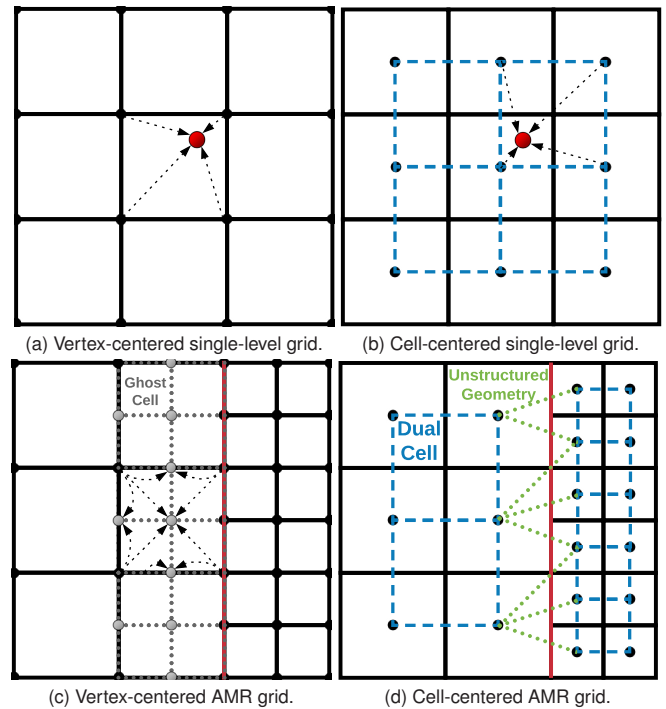 (a) Vertex-centered single-level grid.
(b) Cell-centered single-level grid.
Ghost
Cell
Unstructured
Geometry
Dual
Cell
(c) Vertex-centered AMR grid.
(d) Cell-centered AMR grid.